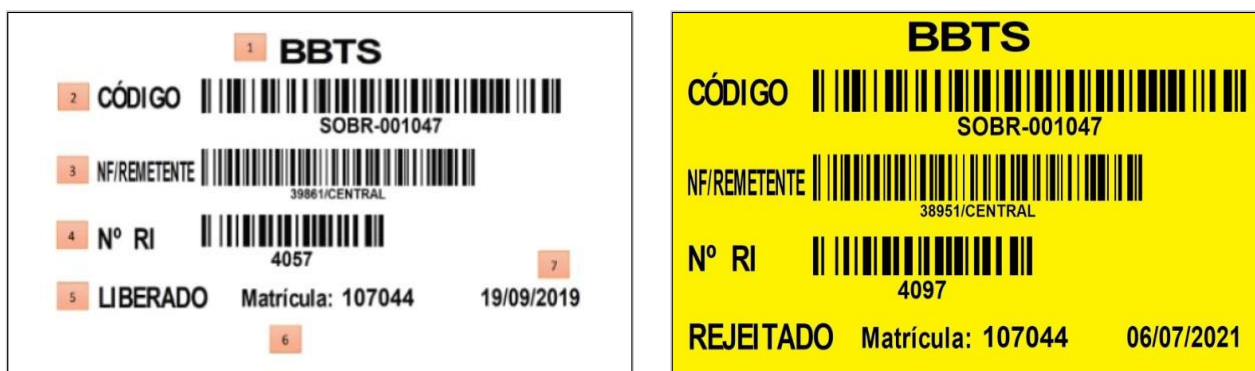 1 BBTS
2 CÓDIGO
SOBR-001047
3 NF/REMETENTE
39861/CENTRAL
4 Nº RI
4057
7
5 LIBERADO Matrícula: 107044 19/09/2019
6
BBTS
CÓDIGO
SOBR-001047
NF/REMETENTE
38951/CENTRAL
Nº RI
4097
REJEITADO Matrícula: 107044 06/07/2021